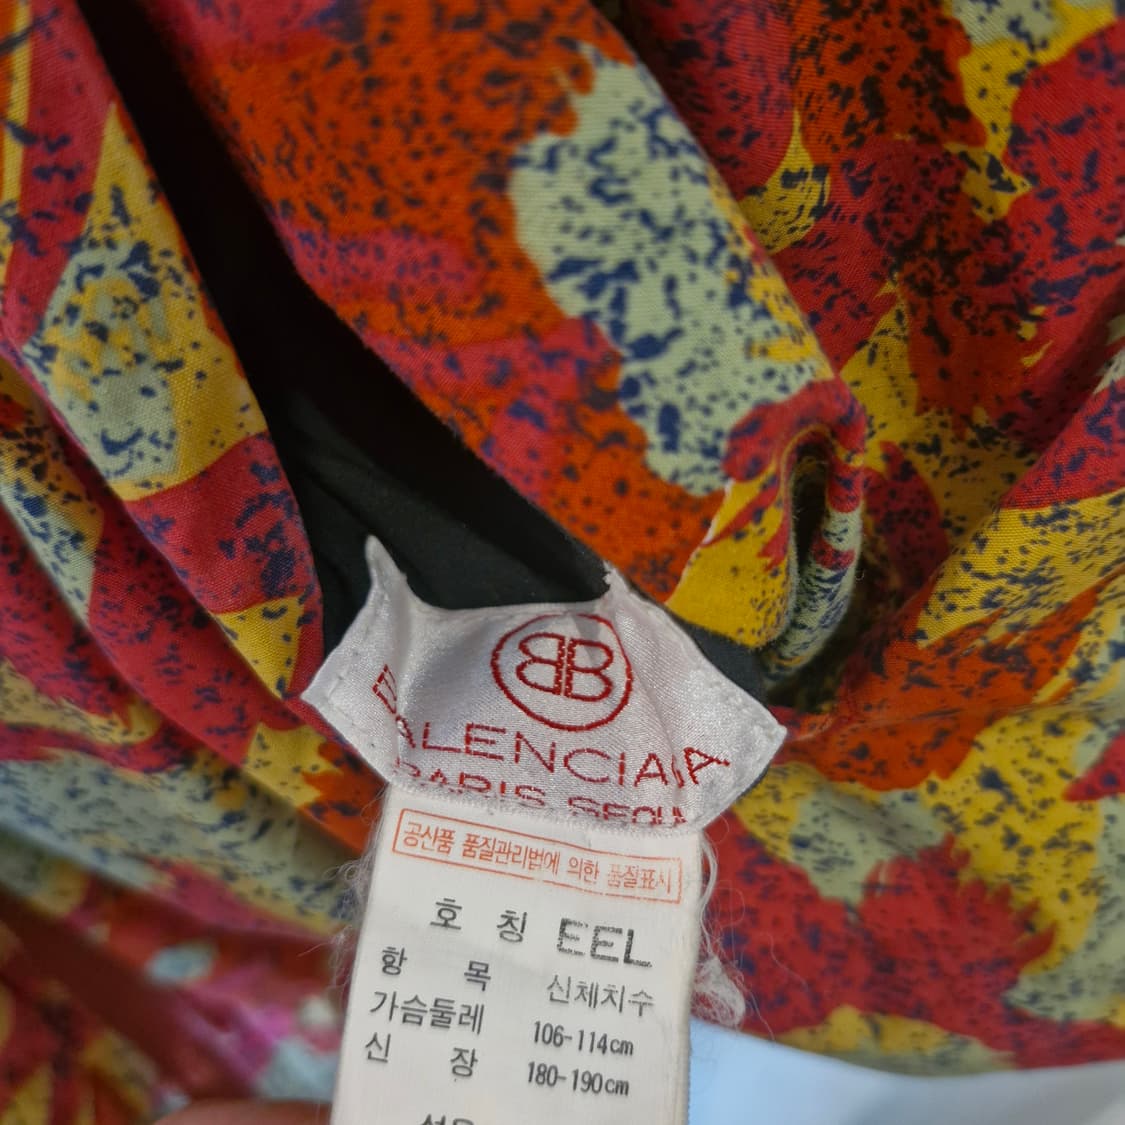 BB
BALENCIAGA
PARIS SEOUL
공산품 품질관리법에 의한 품질표시
호 칭 EEL
항 목 신체치수
가슴둘레 106-114cm
신 장 180-190cm